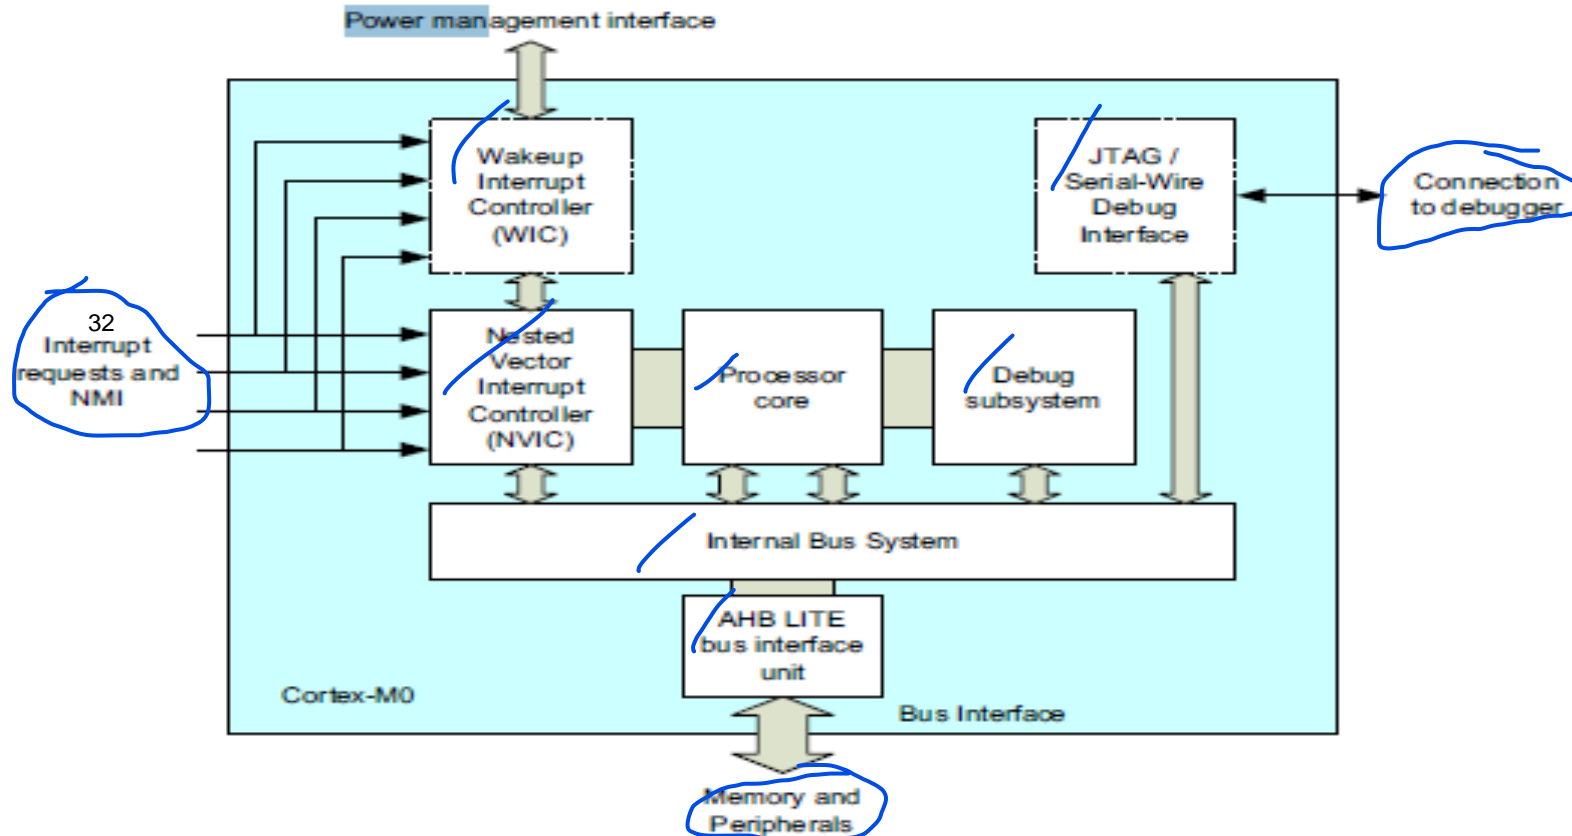 Power management interface
Wakeup
Interrupt
Controller
(WIC)
JTAG /
Serial-Wire
Debug
Interface
Connection
to debugger
32
Interrupt
requests and
NMI
Nested
Vector
Interrupt
Controller
(NVIC)
Processor
core
Debug
subsystem
Internal Bus System
AHB LITE
bus interface
unit
Cortex-M0
Bus Interface
Memory and
Peripherals